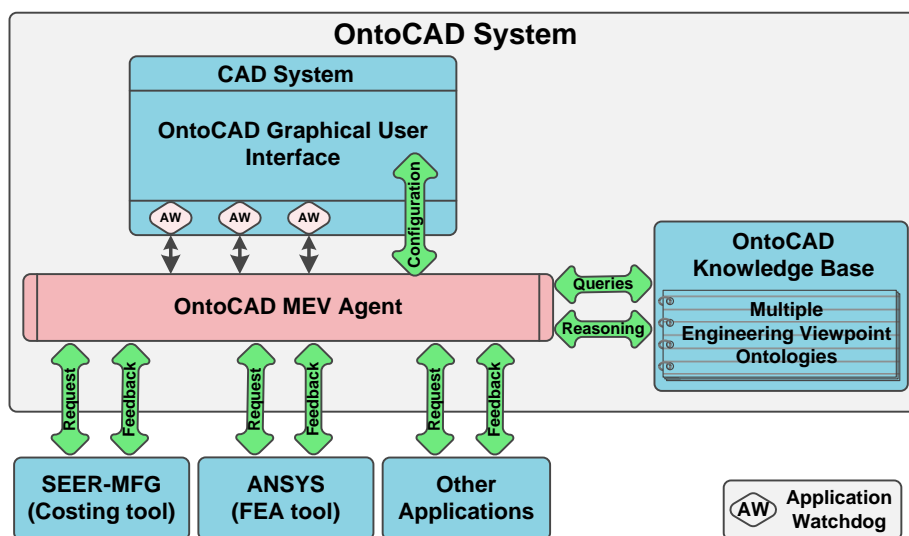 OntoCAD System
CAD System
OntoCAD Graphical User
Interface
Configuration
AW
AW
AW
OntoCAD MEV Agent
Queries
Reasoning
OntoCAD
Knowledge Base
Multiple
Engineering Viewpoint
Ontologies
Request
Feedback
Request
Feedback
Request
Feedback
SEER-MFG
(Costing tool)
ANSYS
(FEA tool)
Other
Applications
AW
Application
Watchdog